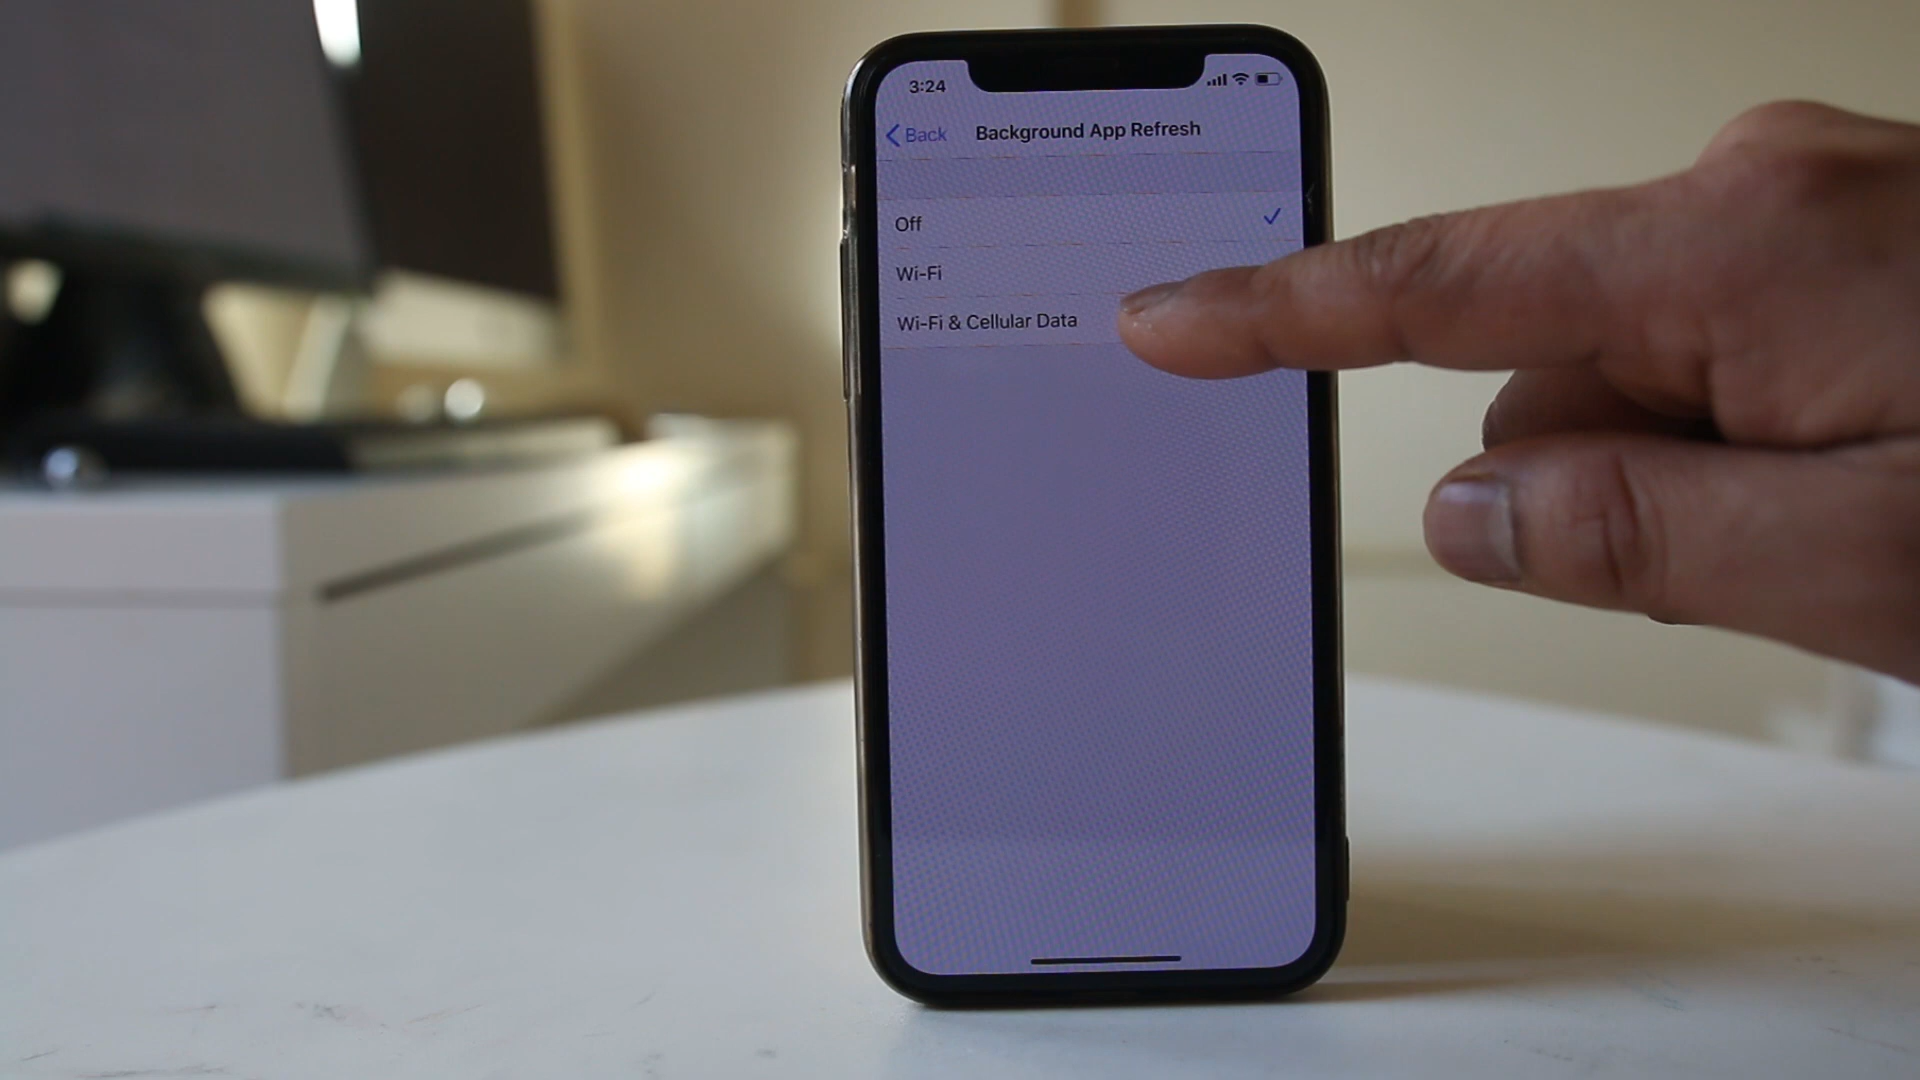 3:24
Back
Background App Refresh
Off
Wi-Fi
Wi-Fi & Cellular Data